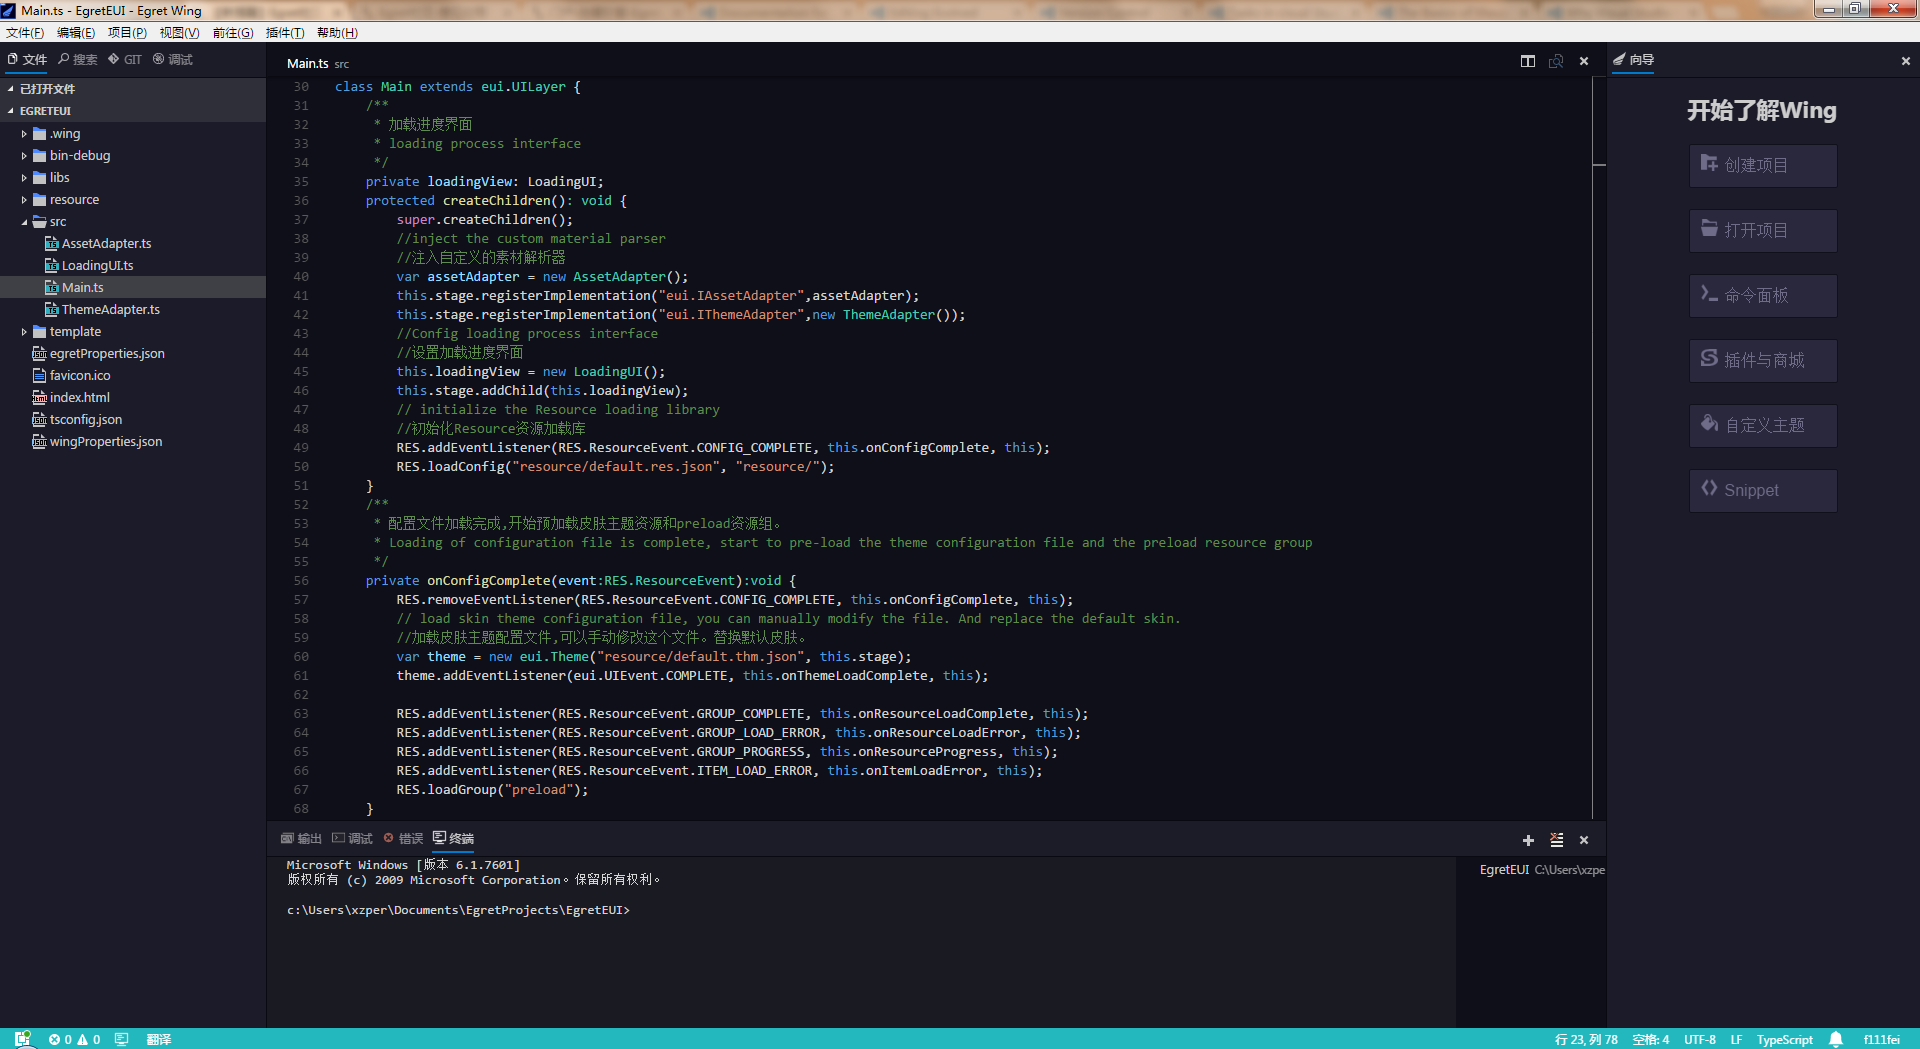 Main.ts - EgretEUI - Egret Wing
文件(F) 编辑(E) 项目(P) 视图(V) 前往(G) 插件(T) 帮助(H)
文件 搜索 GIT 调试
已打开文件
EGRETEUI
.wing
bin-debug
libs
resource
src
AssetAdapter.ts
LoadingUI.ts
Main.ts
ThemeAdapter.ts
template
egretProperties.json
favicon.ico
index.html
tsconfig.json
wingProperties.json
Main.ts src
30 class Main extends eui.UILayer {
31 /**
32 * 加载进度界面
33 * loading process interface
34 */
35 private loadingView: LoadingUI;
36 protected createChildren(): void {
37 super.createChildren();
38 //inject the custom material parser
39 //注入自定义的素材解析器
40 var assetAdapter = new AssetAdapter();
41 this.stage.registerImplementation("eui.IAssetAdapter",assetAdapter);
42 this.stage.registerImplementation("eui.IThemeAdapter",new ThemeAdapter());
43 //Config loading process interface
44 //设置加载进度界面
45 this.loadingView = new LoadingUI();
46 this.stage.addChild(this.loadingView);
47 // initialize the Resource loading library
48 //初始化Resource资源加载库
49 RES.addEventListener(RES.ResourceEvent.CONFIG_COMPLETE, this.onConfigComplete, this);
50 RES.loadConfig("resource/default.res.json", "resource/");
51 }
52 /**
53 * 配置文件加载完成,开始预加载皮肤主题资源和preload资源组。
54 * Loading of configuration file is complete, start to pre-load the theme configuration file and the preload resource group
55 */
56 private onConfigComplete(event:RES.ResourceEvent):void {
57 RES.removeEventListener(RES.ResourceEvent.CONFIG_COMPLETE, this.onConfigComplete, this);
58 // load skin theme configuration file, you can manually modify the file. And replace the default skin.
59 //加载皮肤主题配置文件,可以手动修改这个文件。替换默认皮肤。
60 var theme = new eui.Theme("resource/default.thm.json", this.stage);
61 theme.addEventListener(eui.UIEvent.COMPLETE, this.onThemeLoadComplete, this);
62
63 RES.addEventListener(RES.ResourceEvent.GROUP_COMPLETE, this.onResourceLoadComplete, this);
64 RES.addEventListener(RES.ResourceEvent.GROUP_LOAD_ERROR, this.onResourceLoadError, this);
65 RES.addEventListener(RES.ResourceEvent.GROUP_PROGRESS, this.onResourceProgress, this);
66 RES.addEventListener(RES.ResourceEvent.ITEM_LOAD_ERROR, this.onItemLoadError, this);
67 RES.loadGroup("preload");
68 }
输出 调试 错误 终端
Microsoft Windows [版本 6.1.7601]
版权所有 (c) 2009 Microsoft Corporation。保留所有权利。
c:\Users\xzper\Documents\EgretProjects\EgretEUI>
EgretEUI C:\Users\xzpe
向导
开始了解Wing
创建项目
打开项目
命令面板
插件与商城
自定义主题
Snippet
0 0 翻译
行 23, 列 78 空格: 4 UTF-8 LF TypeScript f111fei